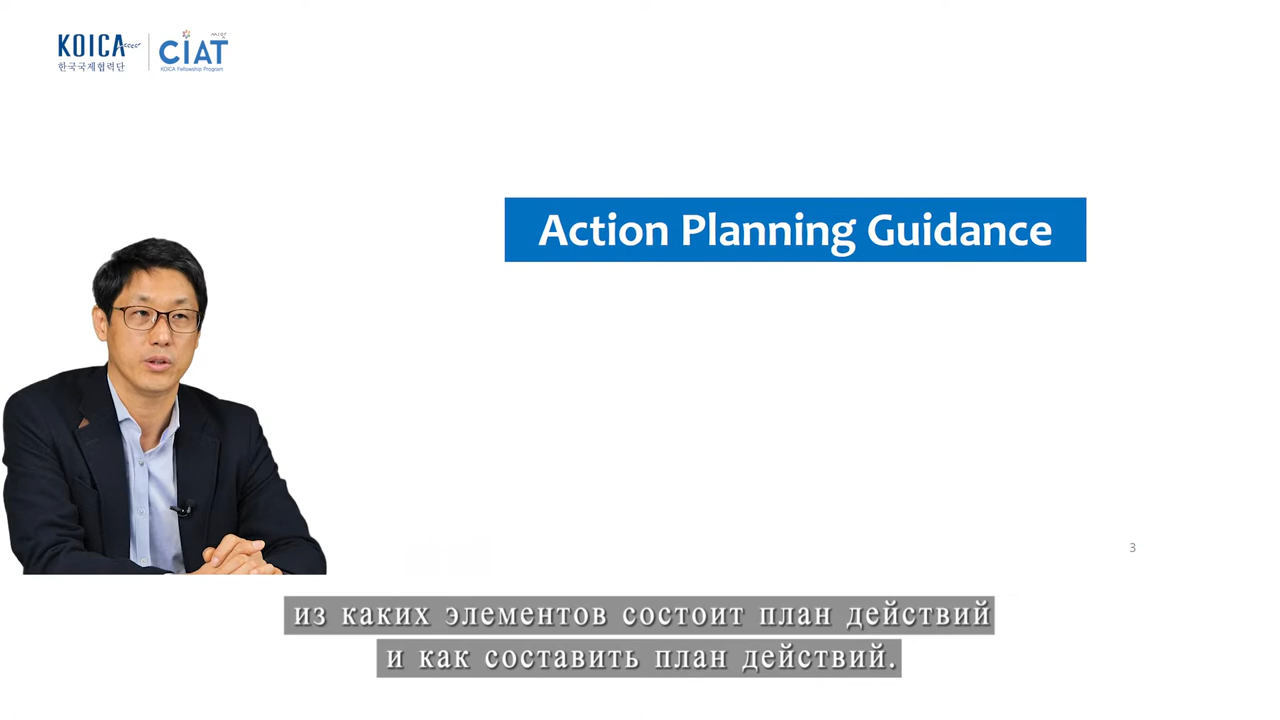 KOICA
한국국제협력단
CIAT
KOICA Fellowship Program
Action Planning Guidance
3
из каких элементов состоит план действий
и как составить план действий.